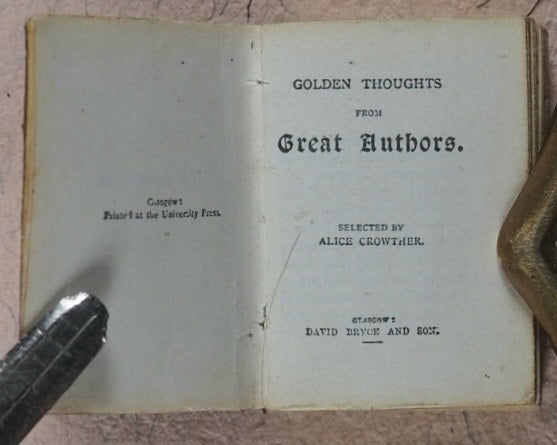 Glasgow:
Printed at the University Press.
GOLDEN THOUGHTS
FROM
Great Authors.
SELECTED BY
ALICE CROWTHER.
GLASGOW:
DAVID BRYCE AND SON.